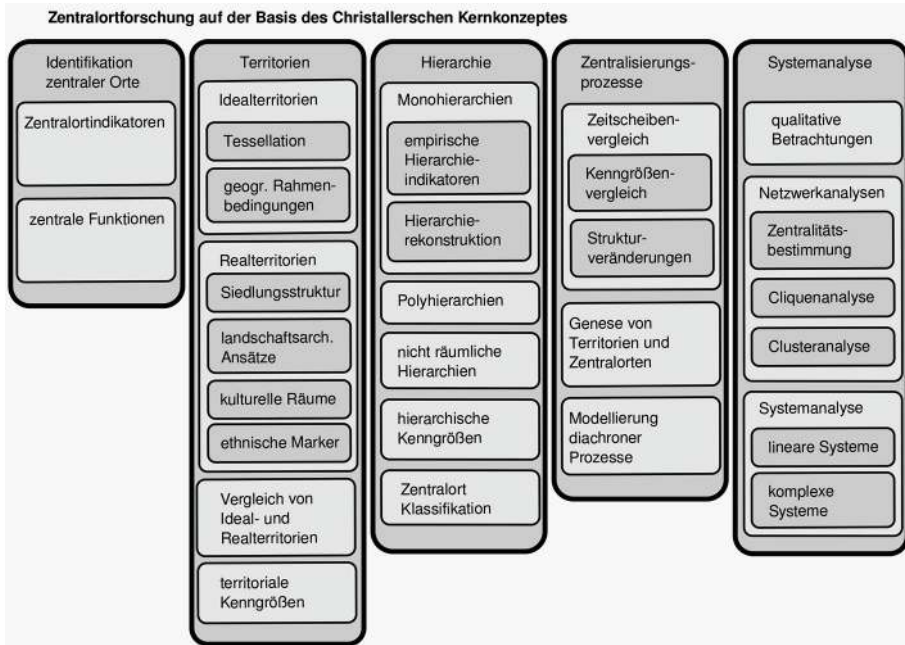 Zentralortforschung auf der Basis des Christallerschen Kernkonzeptes
Identifikation
zentraler Orte
Zentralortindikatoren
zentrale Funktionen
Territorien
Idealterritorien
Tessellation
geogr. Rahmen-
bedingungen
Realterritorien
Siedlungsstruktur
landschaftsarch.
Ansätze
kulturelle Räume
ethnische Marker
Vergleich von
Ideal- und
Realterritorien
territoriale
Kenngrößen
Hierarchie
Monohierarchien
empirische
Hierarchie-
indikatoren
Hierarchie-
rekonstruktion
Polyhierarchien
nicht räumliche
Hierarchien
hierarchische
Kenngrößen
Zentralort
Klassifikation
Zentralisierungs-
prozesse
Zeitscheiben-
vergleich
Kenngrößen-
vergleich
Struktur-
veränderungen
Genese von
Territorien und
Zentralorten
Modellierung
diachroner
Prozesse
Systemanalyse
qualitative
Betrachtungen
Netzwerkanalysen
Zentralitäts-
bestimmung
Cliquenanalyse
Clusteranalyse
Systemanalyse
lineare Systeme
komplexe
Systeme